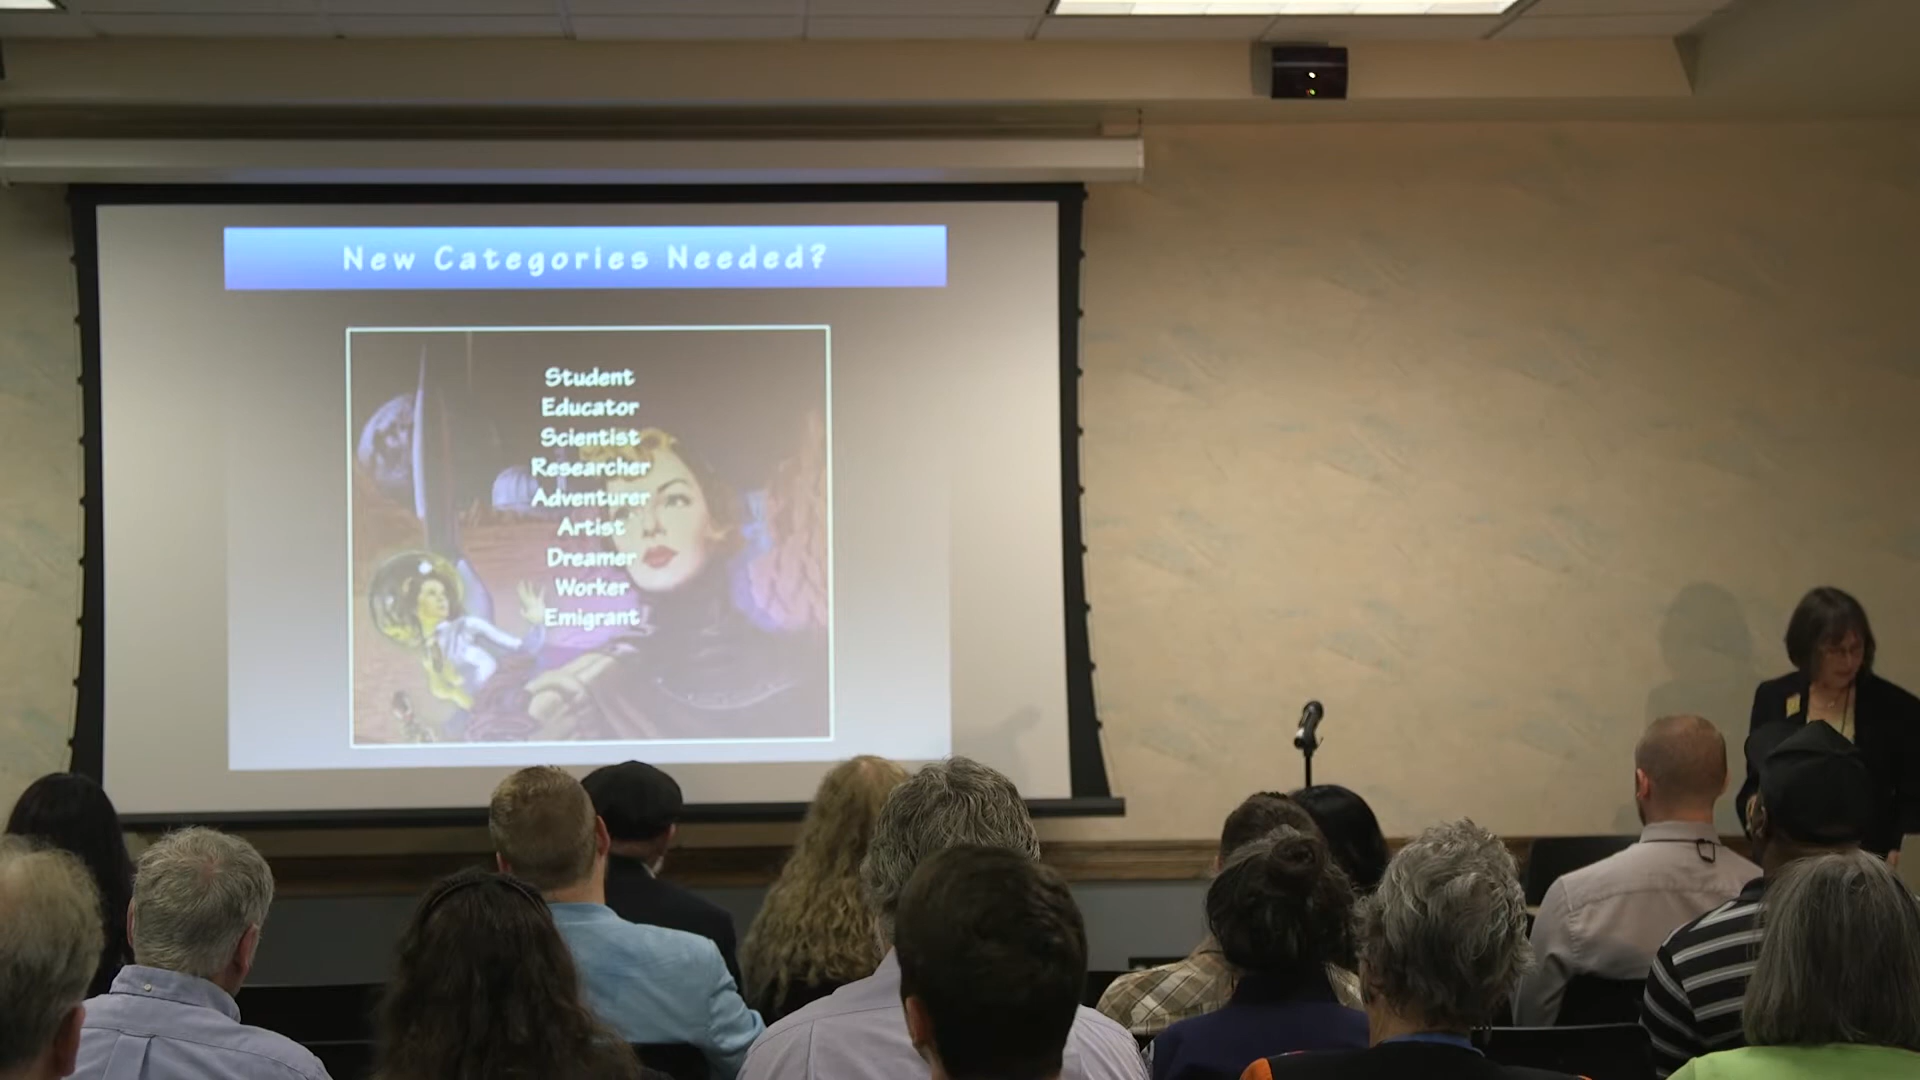 New Categories Needed?
Student
Educator
Scientist
Researcher
Adventurer
Artist
Dreamer
Worker
Emigrant